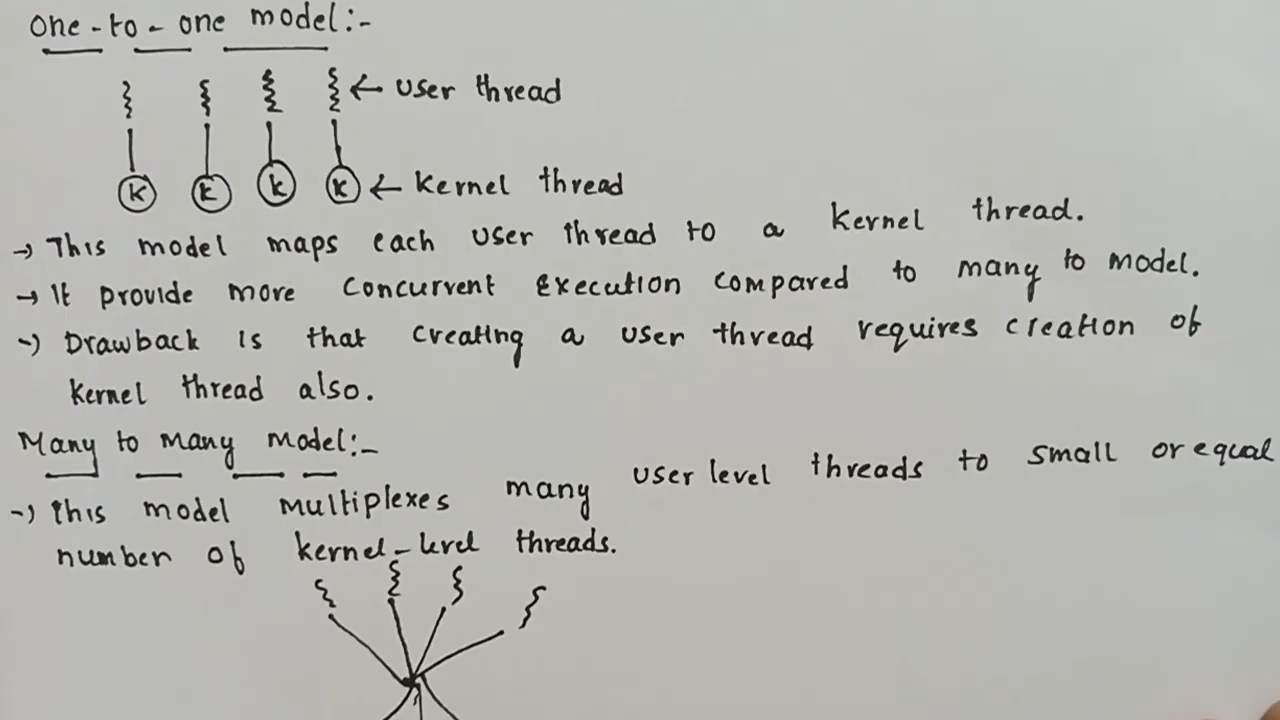 One-to-one model:-
← user thread
K K K K ← kernel thread
→ This model maps each user thread to a kernel thread.
→ It provide more concurrent execution compared to many to model.
→ Drawback is that creating a user thread requires creation of
kernel thread also.
Many to many model:-
→ this model multiplexes many user level threads to small or equal
number of kernel-level threads.